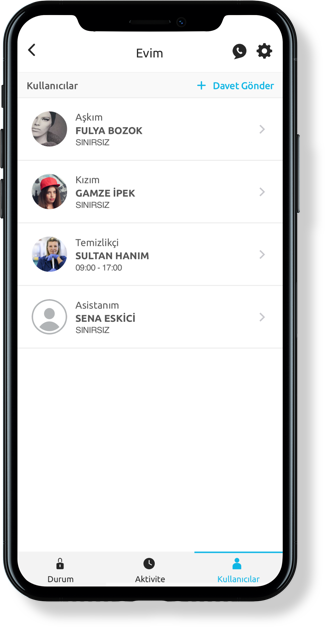 Evim
Kullanıcılar
+ Davet Gönder
Aşkım
FULYA BOZOK
SINIRSIZ
Kızım
GAMZE İPEK
SINIRSIZ
Temizlikçi
SULTAN HANIM
09:00 - 17:00
Asistanım
SENA ESKİCİ
SINIRSIZ
Durum
Aktivite
Kullanıcılar